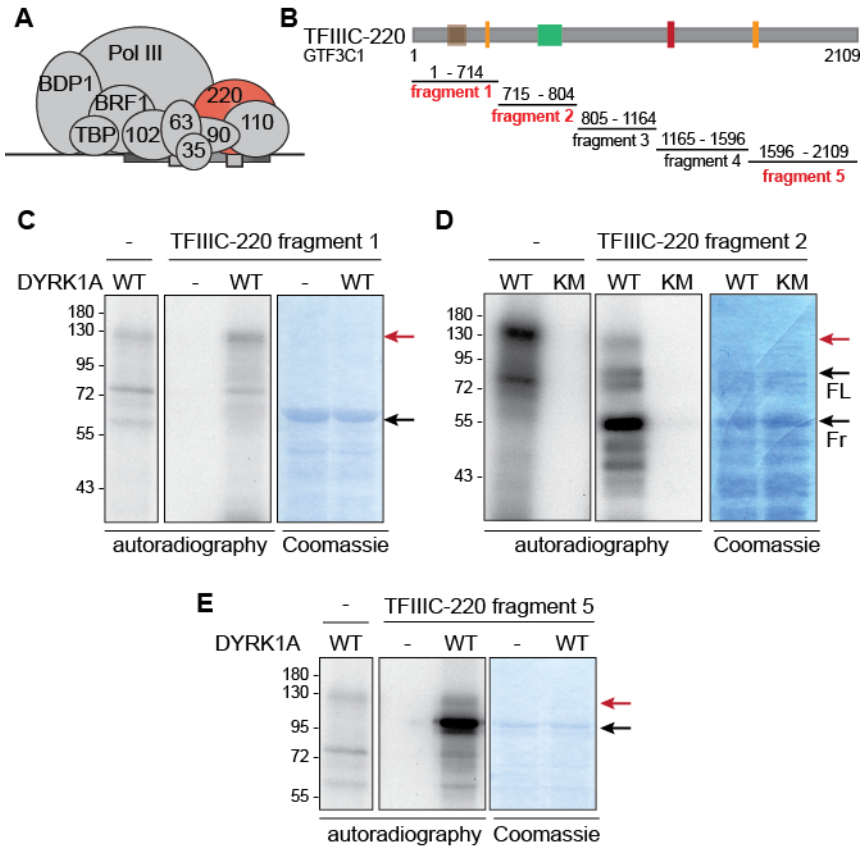 A
Pol III
BDP1
BRF1
TBP
102
63
35
90
220
110
B
TFIIIC-220
GTF3C1
1
2109
1 - 714
fragment 1
715 - 804
fragment 2
805 - 1164
fragment 3
1165 - 1596
fragment 4
1596 - 2109
fragment 5
C
- TFIIIC-220 fragment 1
DYRK1A WT - WT - WT
180 -
130 -
95 -
72 -
55 -
43 -
autoradiography Coomassie
D
- TFIIIC-220 fragment 2
WT KM WT KM WT KM
180 -
130 -
95 -
72 -
55 -
43 -
FL
Fr
autoradiography Coomassie
E
- TFIIIC-220 fragment 5
DYRK1A WT - WT - WT
180 -
130 -
95 -
72 -
55 -
autoradiography Coomassie